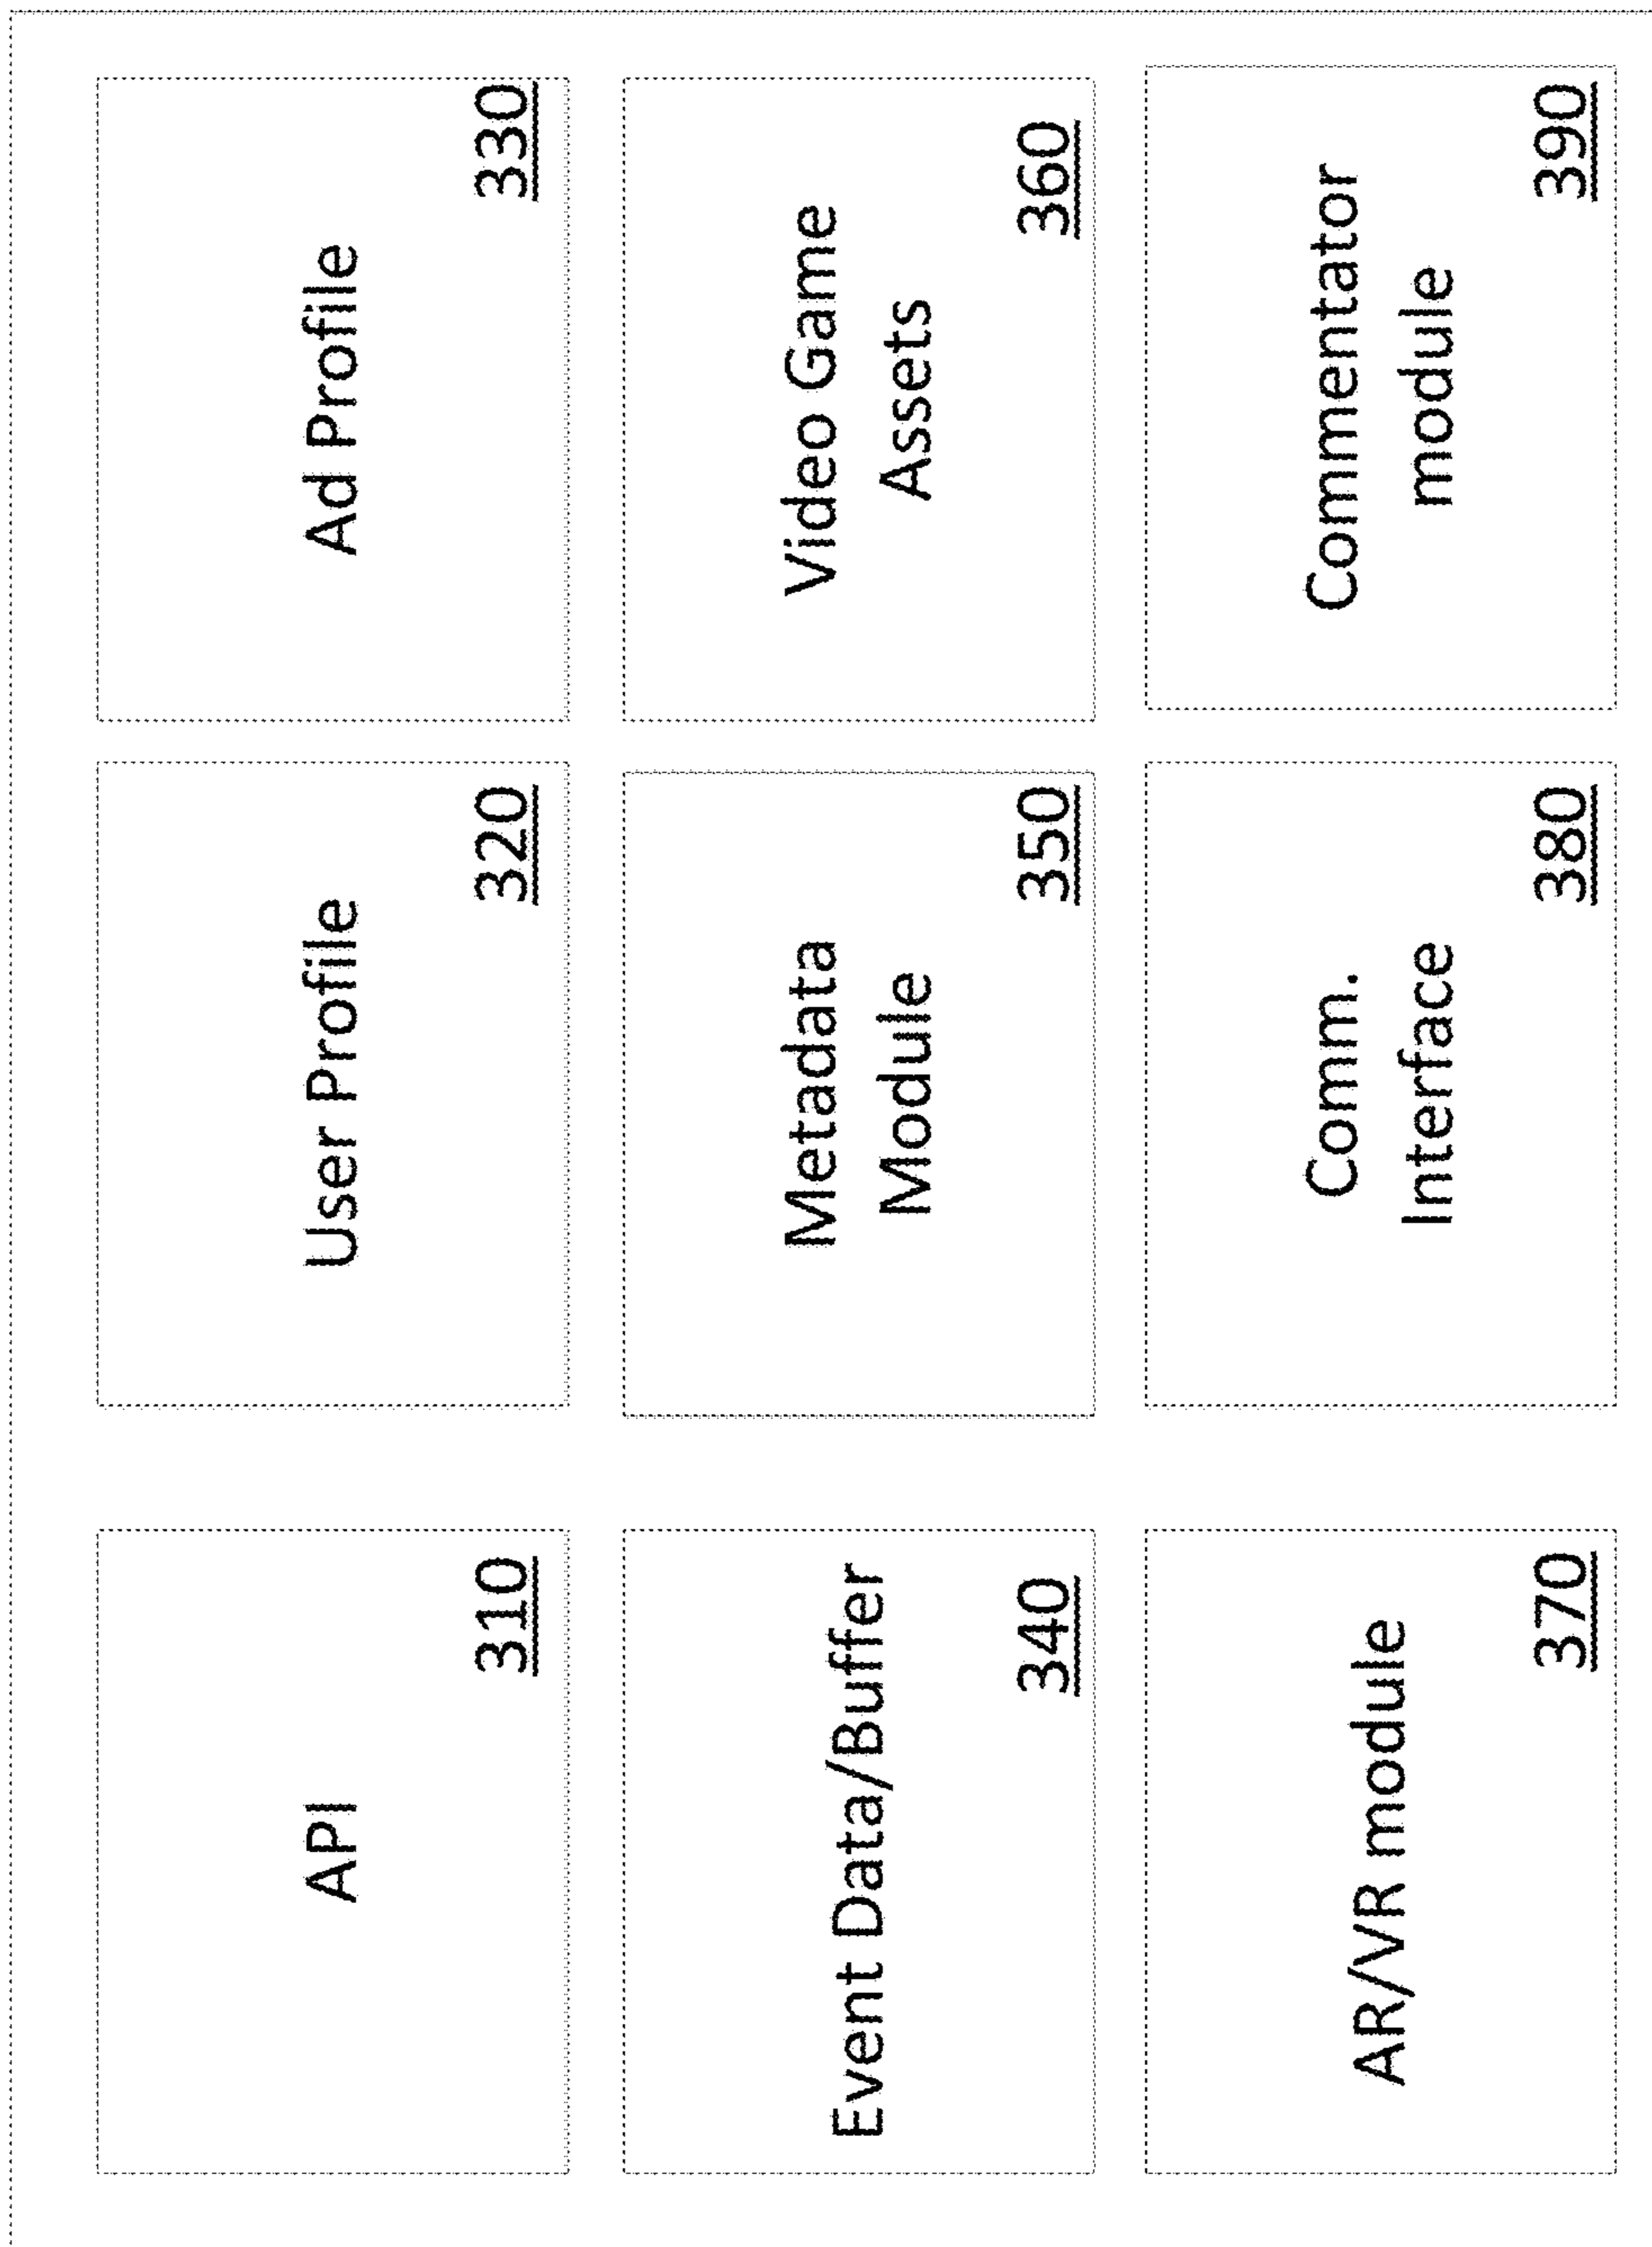 API
310
User Profile
320
Ad Profile
330
Event Data/Buffer
340
Metadata
Module
350
Video Game
Assets
360
AR/VR module
370
Comm.
Interface
380
Commentator
module
390